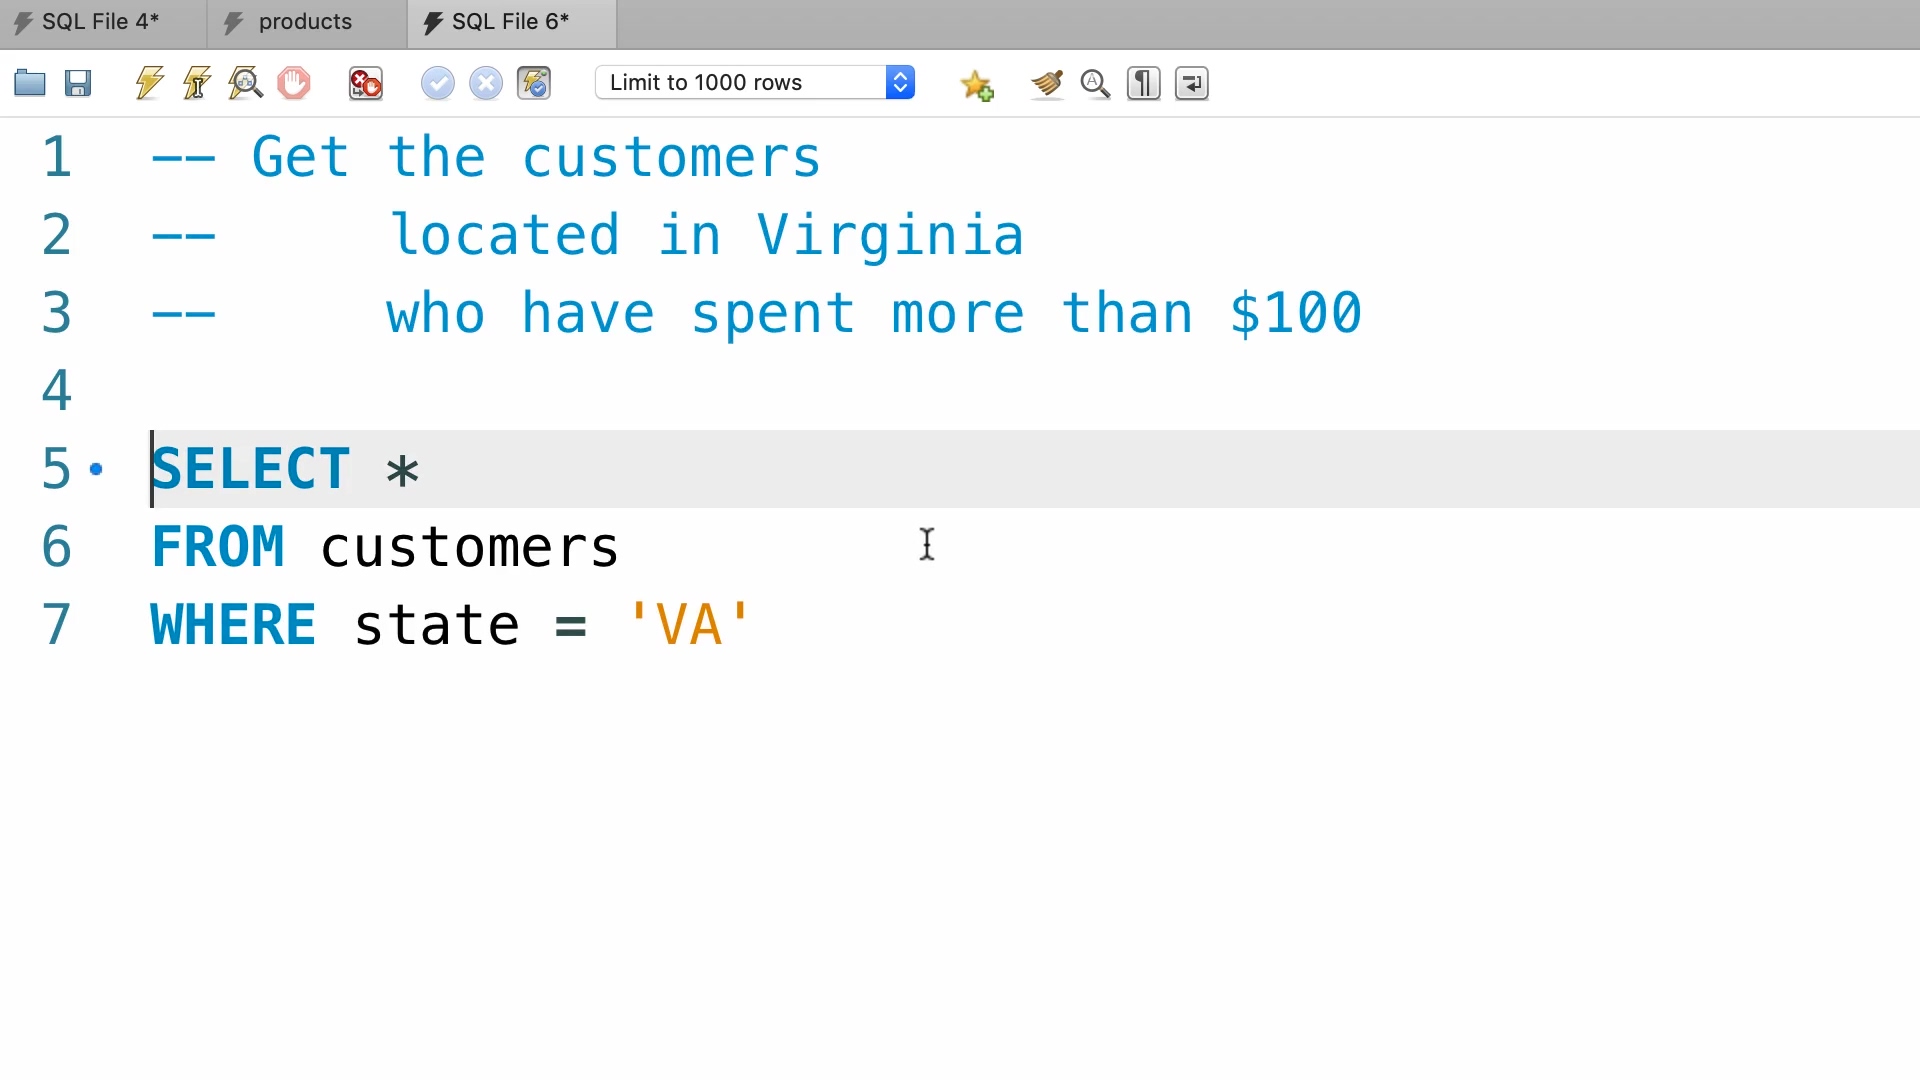 SQL File 4* products SQL File 6*
Limit to 1000 rows
1 -- Get the customers
2 -- located in Virginia
3 -- who have spent more than $100
4
5 SELECT *
6 FROM customers
7 WHERE state = 'VA'